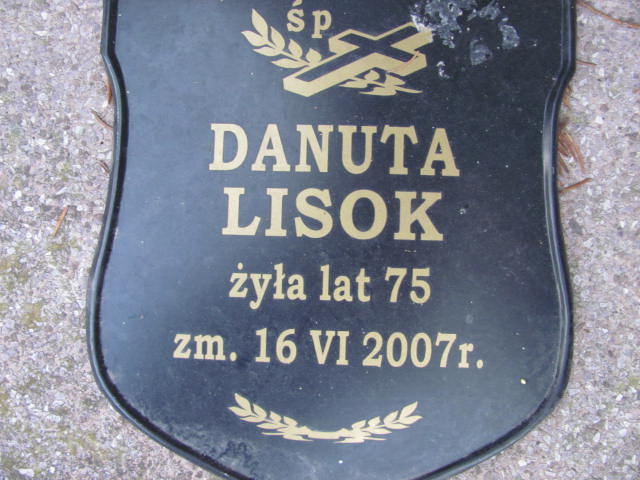 śp
DANUTA
LISOK
żyła lat 75
zm. 16 VI 2007r.